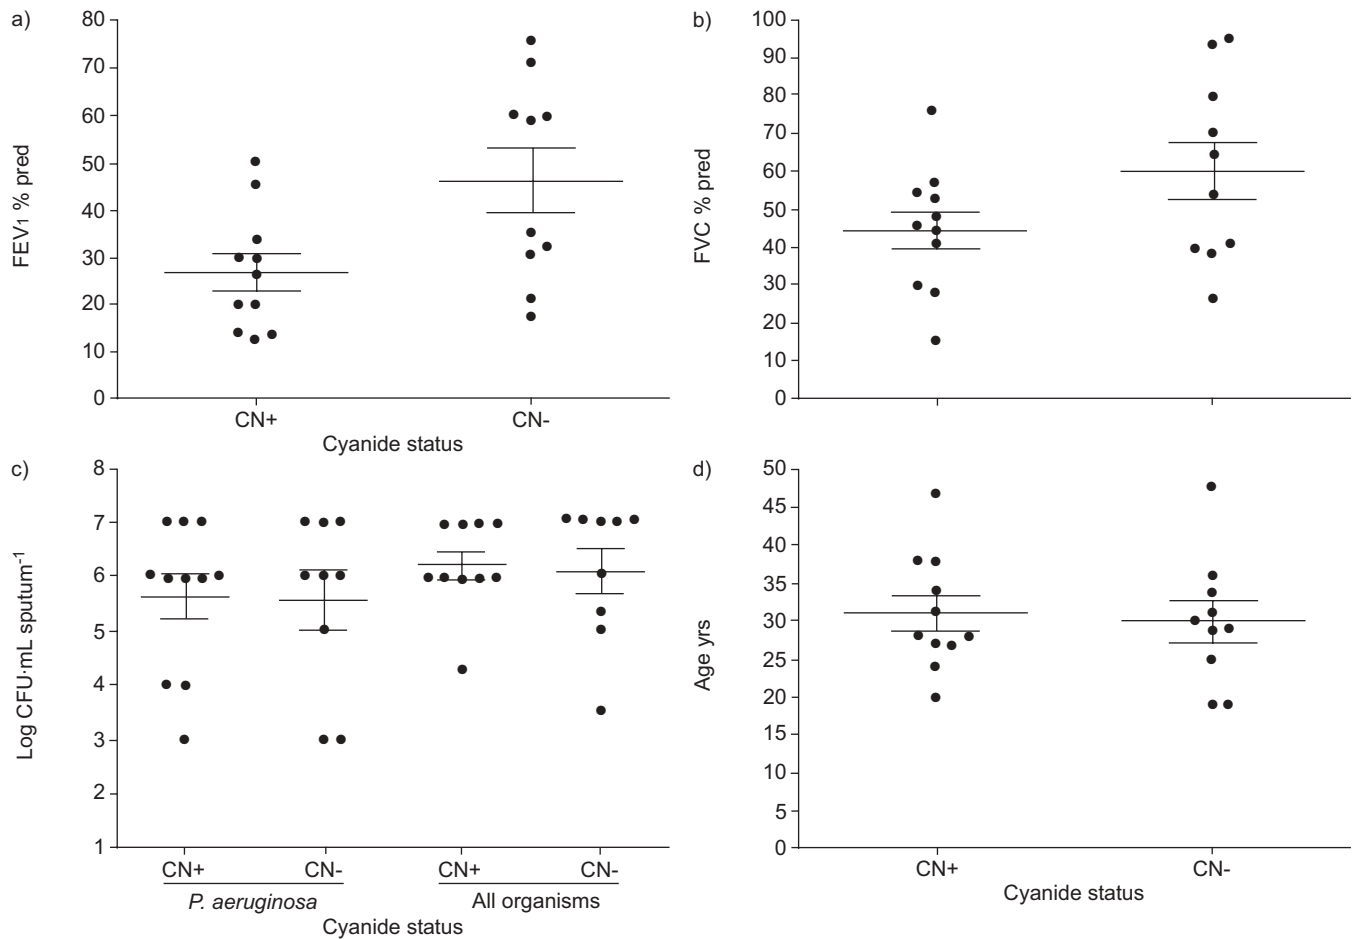 a)
80
70
60
50
40
30
20
10
0
FEV1 % pred
CN+ CN-
Cyanide status
b)
100
90
80
70
60
50
40
30
20
10
0
FVC % pred
c)
8
7
6
5
4
3
2
1
Log CFU·mL sputum-1
CN+ CN- CN+ CN-
P. aeruginosa All organisms
Cyanide status
d)
50
45
40
35
30
25
20
15
10
5
0
Age yrs
CN+ CN-
Cyanide status